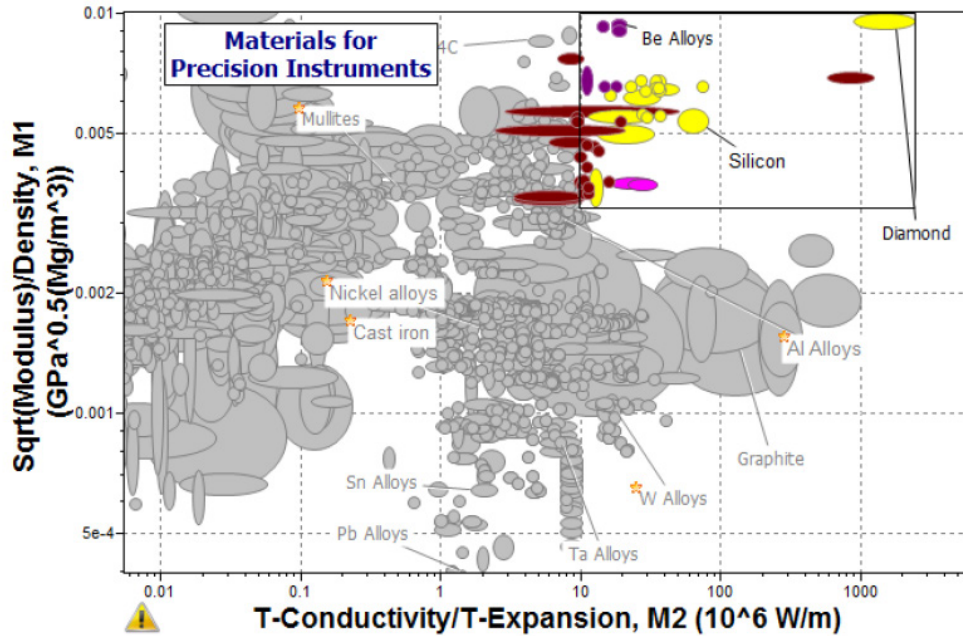 Materials for
Precision Instruments
4C
Be Alloys
Mullites
Silicon
Diamond
Nickel alloys
Cast iron
Al Alloys
Graphite
Sn Alloys
W Alloys
Pb Alloys
Ta Alloys
Sqrt(Modulus)/Density, M1
(GPa^0.5(Mg/m^3))
0.01
0.005
0.002
0.001
5e-4
0.01
0.1
1
10
100
1000
T-Conductivity/T-Expansion, M2 (10^6 W/m)